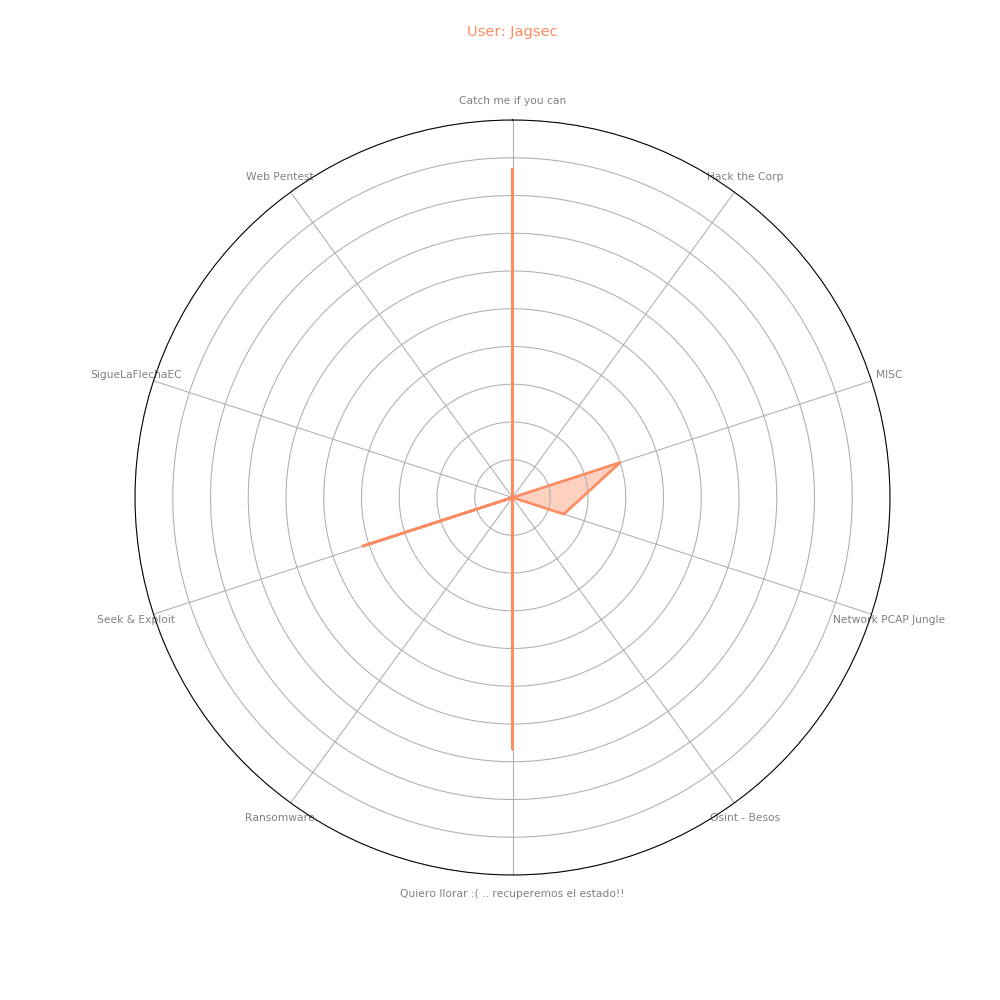 User: Jagsec
Catch me if you can
Web Pentest
Hack the Corp
SigueLaFlechaEC
MISC
Seek & Exploit
Network PCAP Jungle
Ransomware
Osint - Besos
Quiero llorar :( .. recuperemos el estado!!